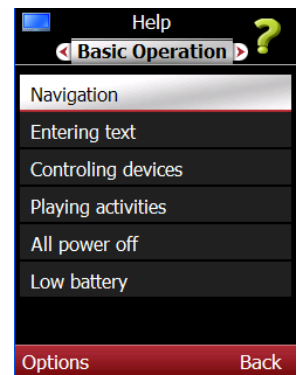 Help
Basic Operation
Navigation
Entering text
Controling devices
Playing activities
All power off
Low battery
Options Back